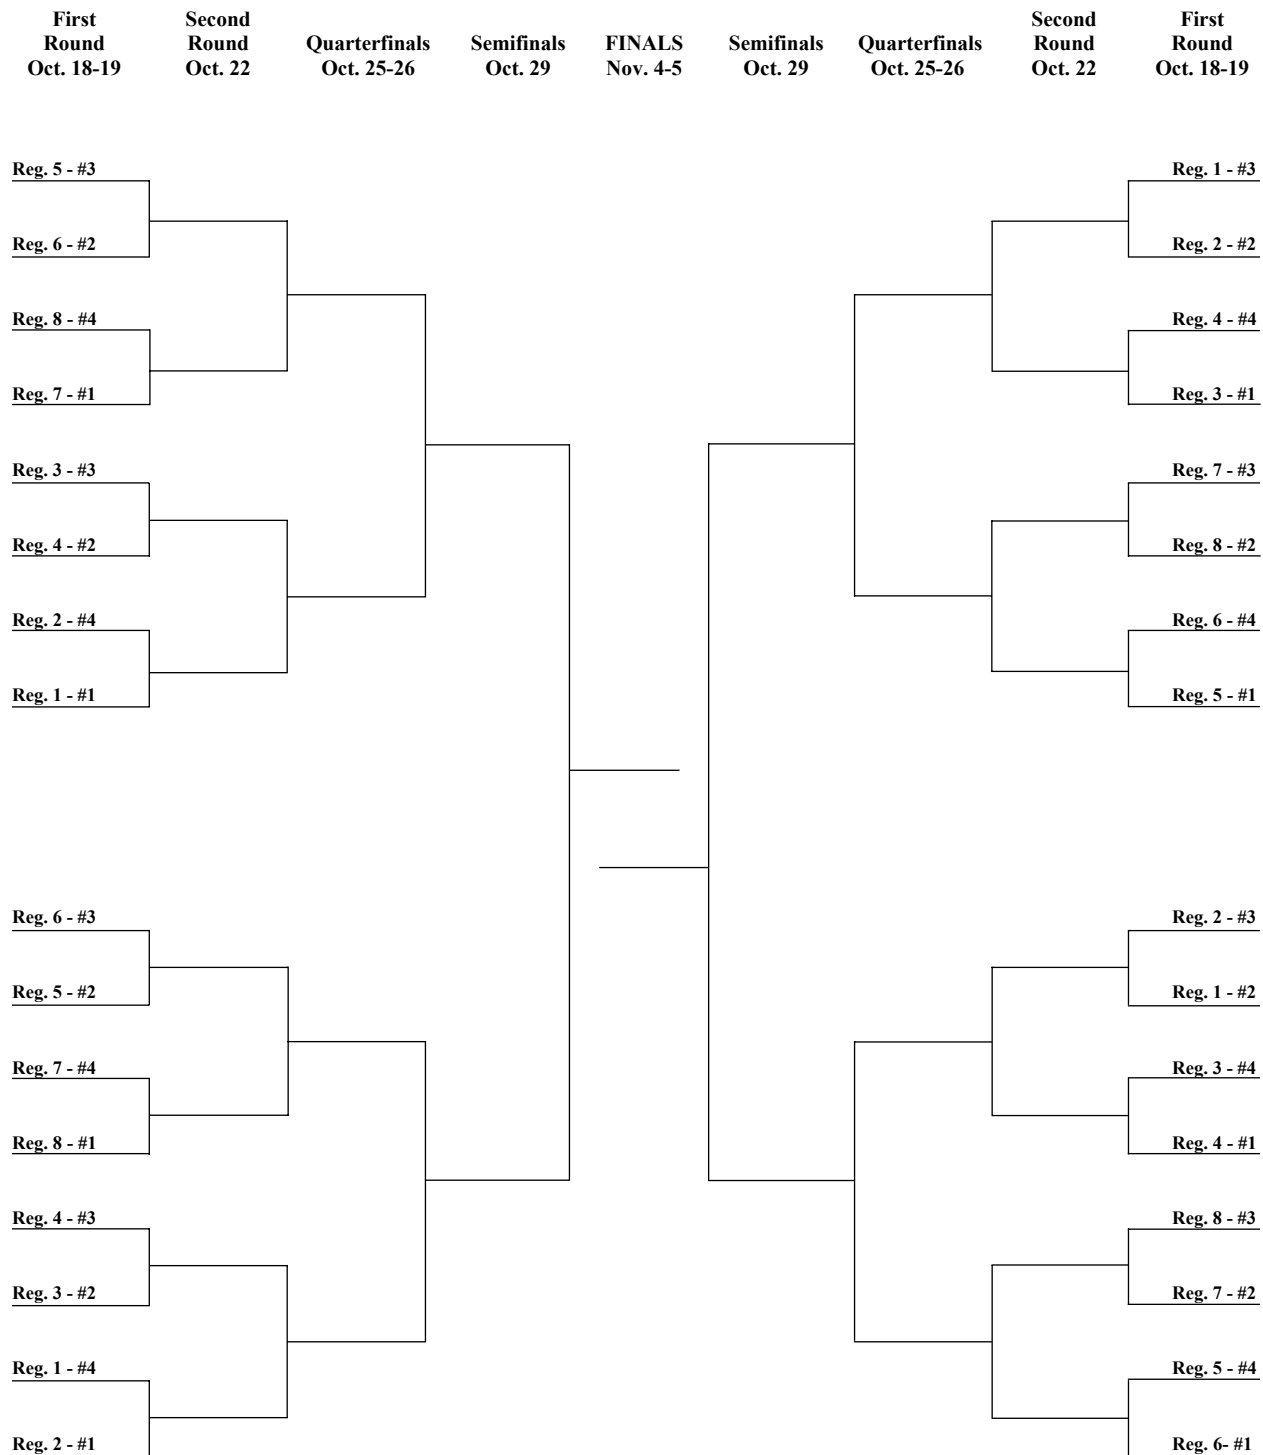 First Second Second First
Round Round Quarterfinals Semifinals FINALS Semifinals Quarterfinals Round Round
Oct. 18-19 Oct. 22 Oct. 25-26 Oct. 29 Nov. 4-5 Oct. 29 Oct. 25-26 Oct. 22 Oct. 18-19
Reg. 5 - #3 Reg. 1 - #3
Reg. 6 - #2 Reg. 2 - #2
Reg. 8 - #4 Reg. 4 - #4
Reg. 7 - #1 Reg. 3 - #1
Reg. 3 - #3 Reg. 7 - #3
Reg. 4 - #2 Reg. 8 - #2
Reg. 2 - #4 Reg. 6 - #4
Reg. 1 - #1 Reg. 5 - #1
Reg. 6 - #3 Reg. 2 - #3
Reg. 5 - #2 Reg. 1 - #2
Reg. 7 - #4 Reg. 3 - #4
Reg. 8 - #1 Reg. 4 - #1
Reg. 4 - #3 Reg. 8 - #3
Reg. 3 - #2 Reg. 7 - #2
Reg. 1 - #4 Reg. 5 - #4
Reg. 2 - #1 Reg. 6- #1